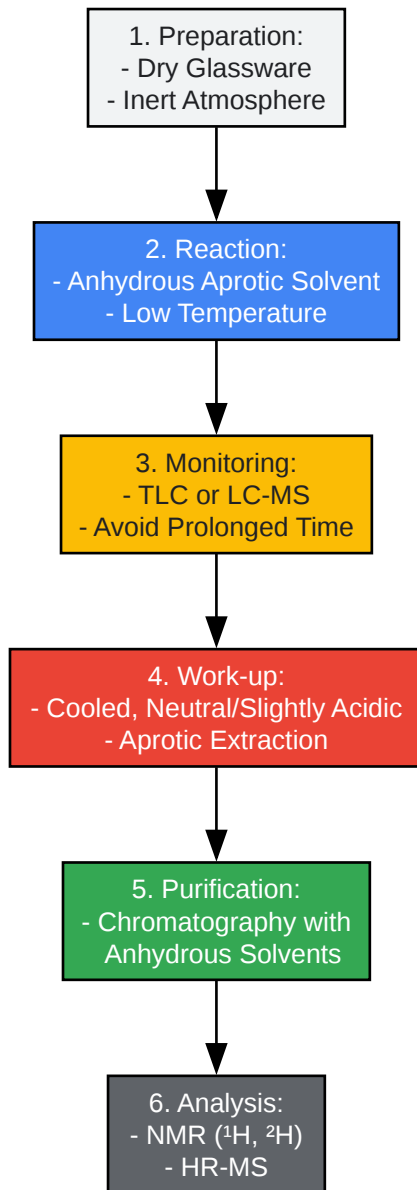 1. Preparation:
- Dry Glassware
- Inert Atmosphere
2. Reaction:
- Anhydrous Aprotic Solvent
- Low Temperature
3. Monitoring:
- TLC or LC-MS
- Avoid Prolonged Time
4. Work-up:
- Cooled, Neutral/Slightly Acidic
- Aprotic Extraction
5. Purification:
- Chromatography with
Anhydrous Solvents
6. Analysis:
- NMR (¹H, ²H)
- HR-MS